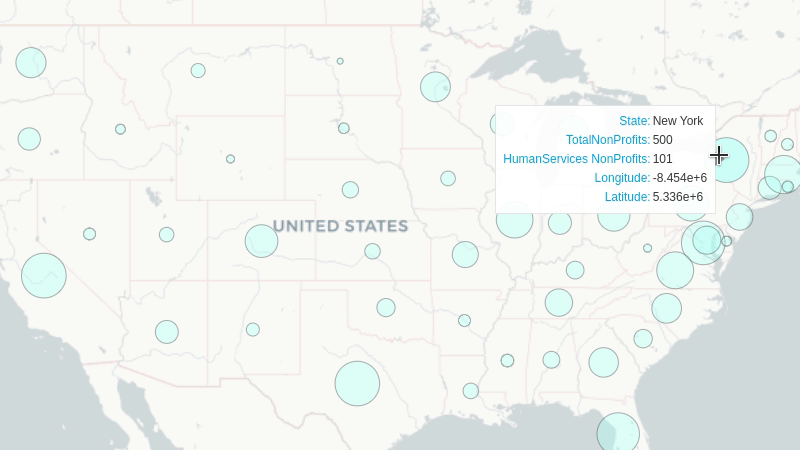 State: New York
TotalNonProfits: 500
HumanServices NonProfits: 101
Longitude: -8.454e+6
Latitude: 5.336e+6
UNITED STATES